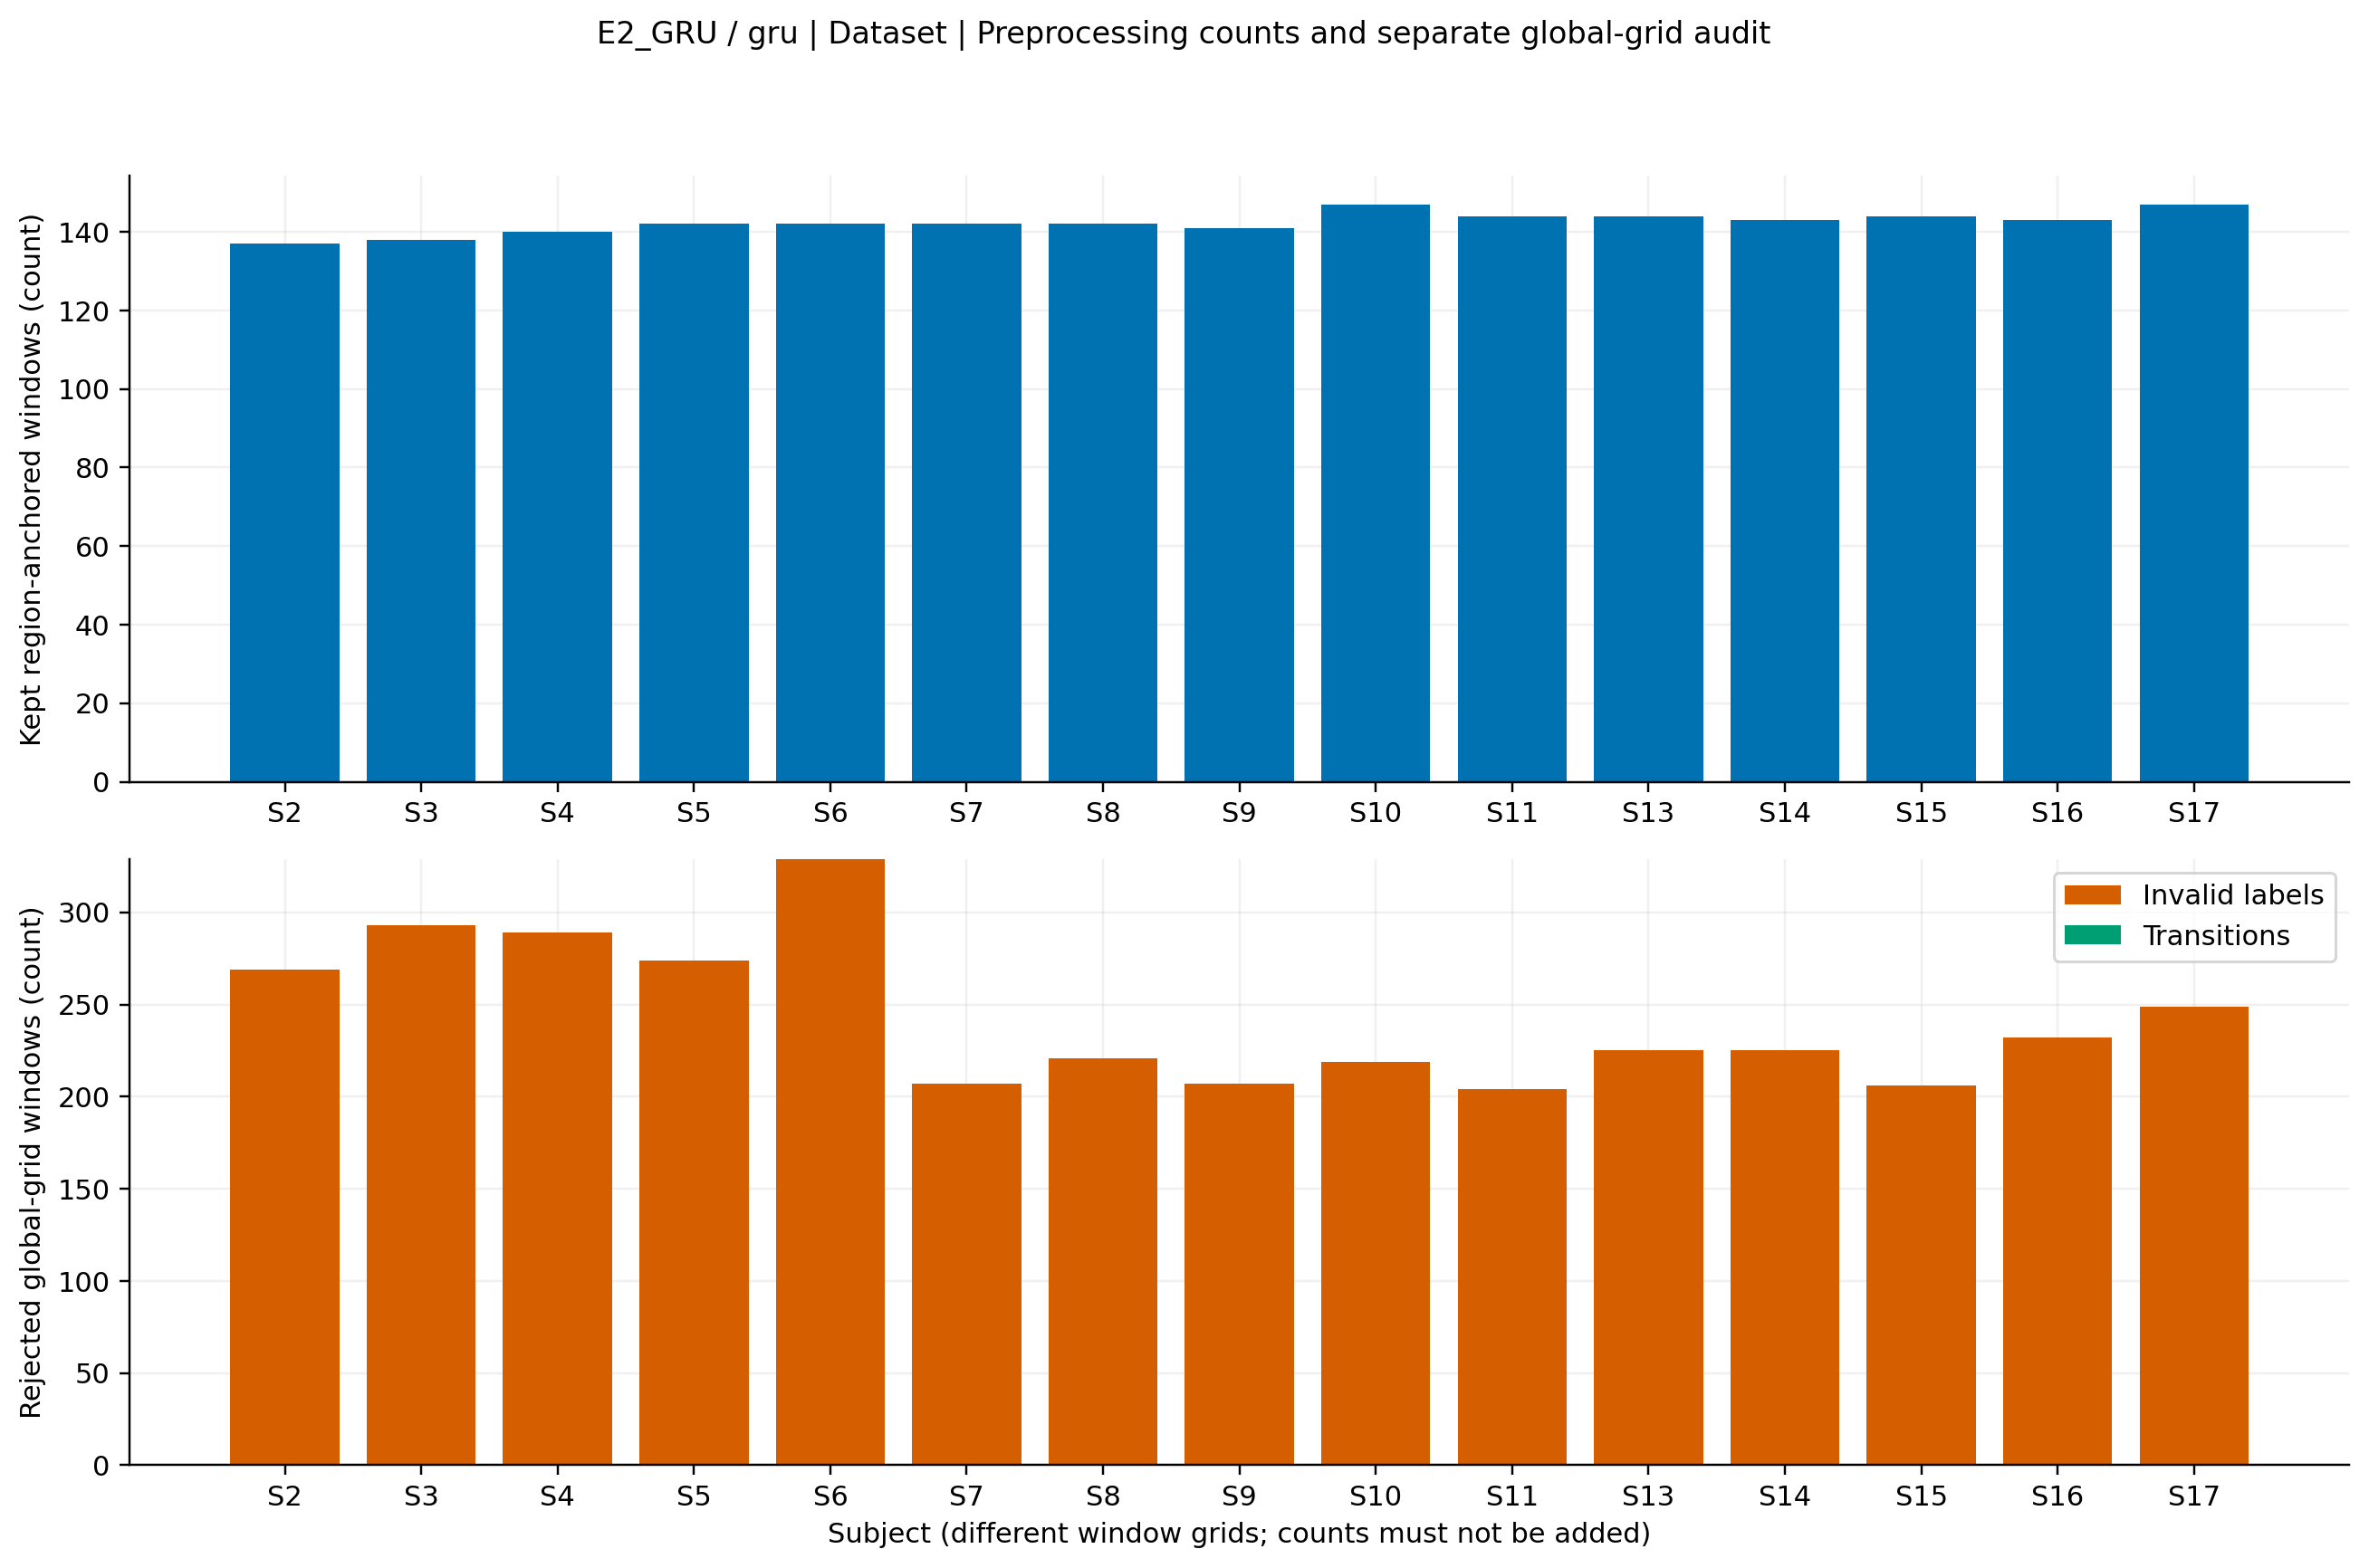 E2_GRU / gru | Dataset | Preprocessing counts and separate global-grid audit
Kept region-anchored windows (count)
140
120
100
80
60
40
20
0
S2 S3 S4 S5 S6 S7 S8 S9 S10 S11 S13 S14 S15 S16 S17
Rejected global-grid windows (count)
300
250
200
150
100
50
0
Invalid labels
Transitions
S2 S3 S4 S5 S6 S7 S8 S9 S10 S11 S13 S14 S15 S16 S17
Subject (different window grids; counts must not be added)